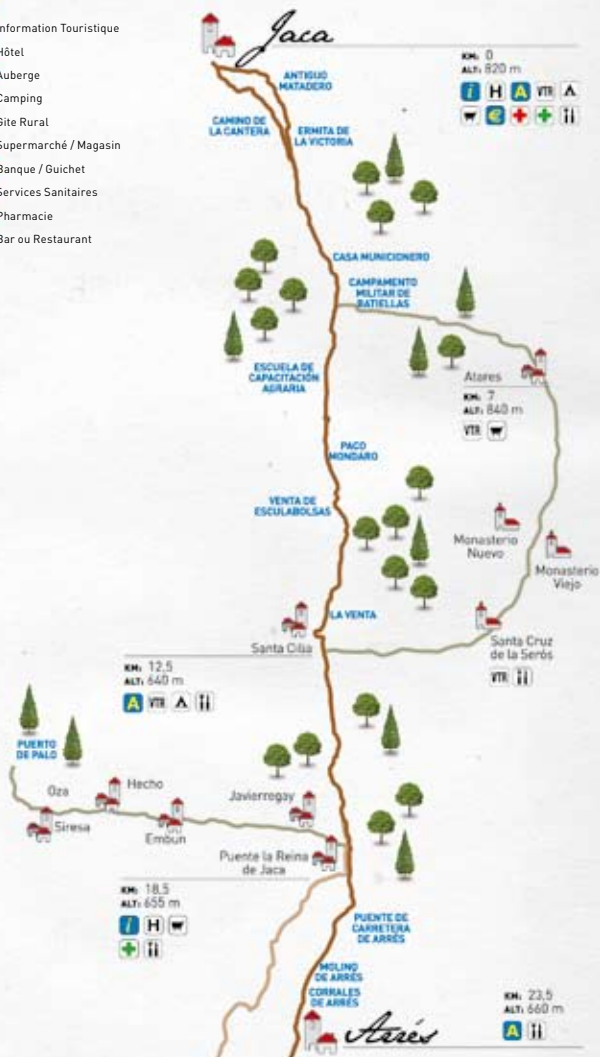 nformation Touristique
Hôtel
Auberge
Camping
Gite Rural
Supermarché / Magasin
Banque / Guichet
Services Sanitaires
Pharmacie
Bar ou Restaurant
Jaca
KM: 0
ALT: 820 m
i H A VTR
€
ANTIGUO
MATADERO
CAMINO DE
LA CANTERA
ERMITA DE
LA VICTORIA
CASA MUNICIONERO
CAMPAMENTO
MILITAR DE
BATIELLAS
ESCUELA DE
CAPACITACIÓN
AGRARIA
Atares
KM: 7
ALT: 840 m
VTR
PACO
MONDARO
VENTA DE
ESCULABOLSAS
Monasterio
Nuevo
Monasterio
Viejo
LA VENTA
Santa Cilia
Santa Cruz
de la Serós
VTR
KM: 12,5
ALT: 640 m
A VTR
PUERTO
DE PALO
Oza
Hecho
Siresa
Embún
Javierregay
Puente la Reina
de Jaca
KM: 18,5
ALT: 655 m
i H
PUENTE DE
CARRETERA
DE ARRÉS
MOLINO
DE ARRÉS
CORRALES
DE ARRÉS
Arrés
KM: 23,5
ALT: 660 m
A